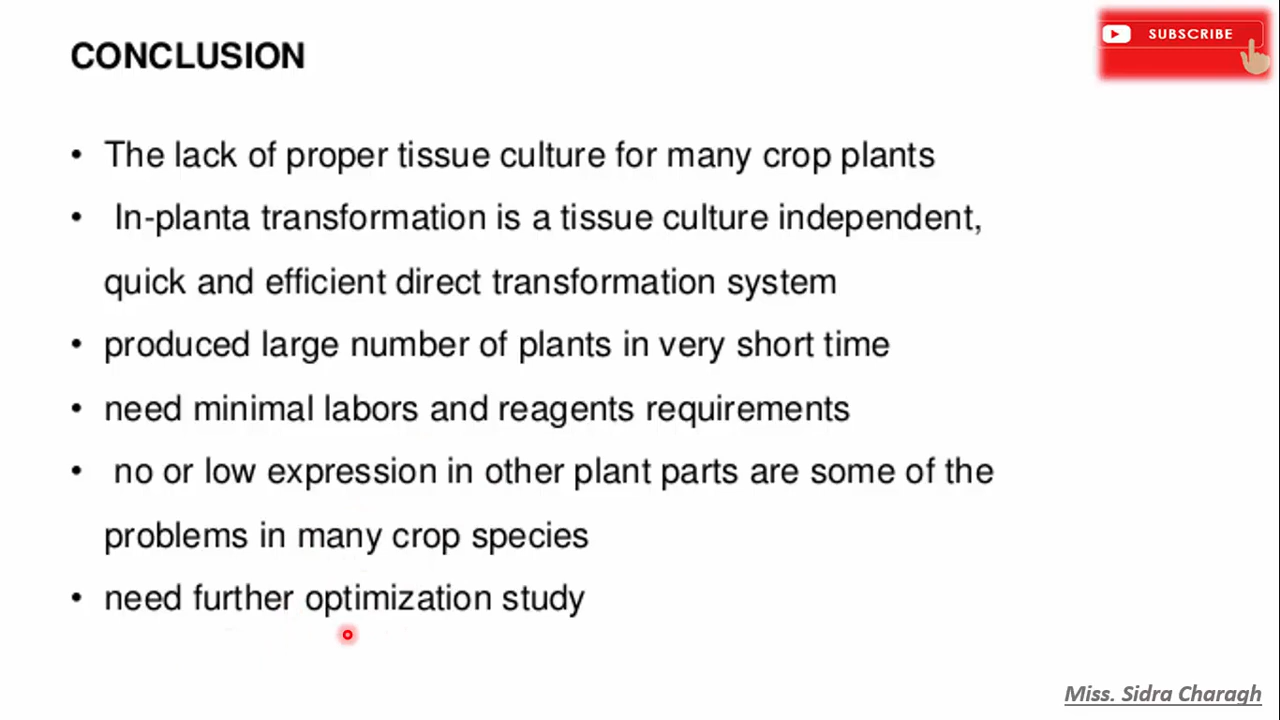 CONCLUSION
SUBSCRIBE
• The lack of proper tissue culture for many crop plants
• In-planta transformation is a tissue culture independent,
quick and efficient direct transformation system
• produced large number of plants in very short time
• need minimal labors and reagents requirements
• no or low expression in other plant parts are some of the
problems in many crop species
• need further optimization study
Miss. Sidra Charagh